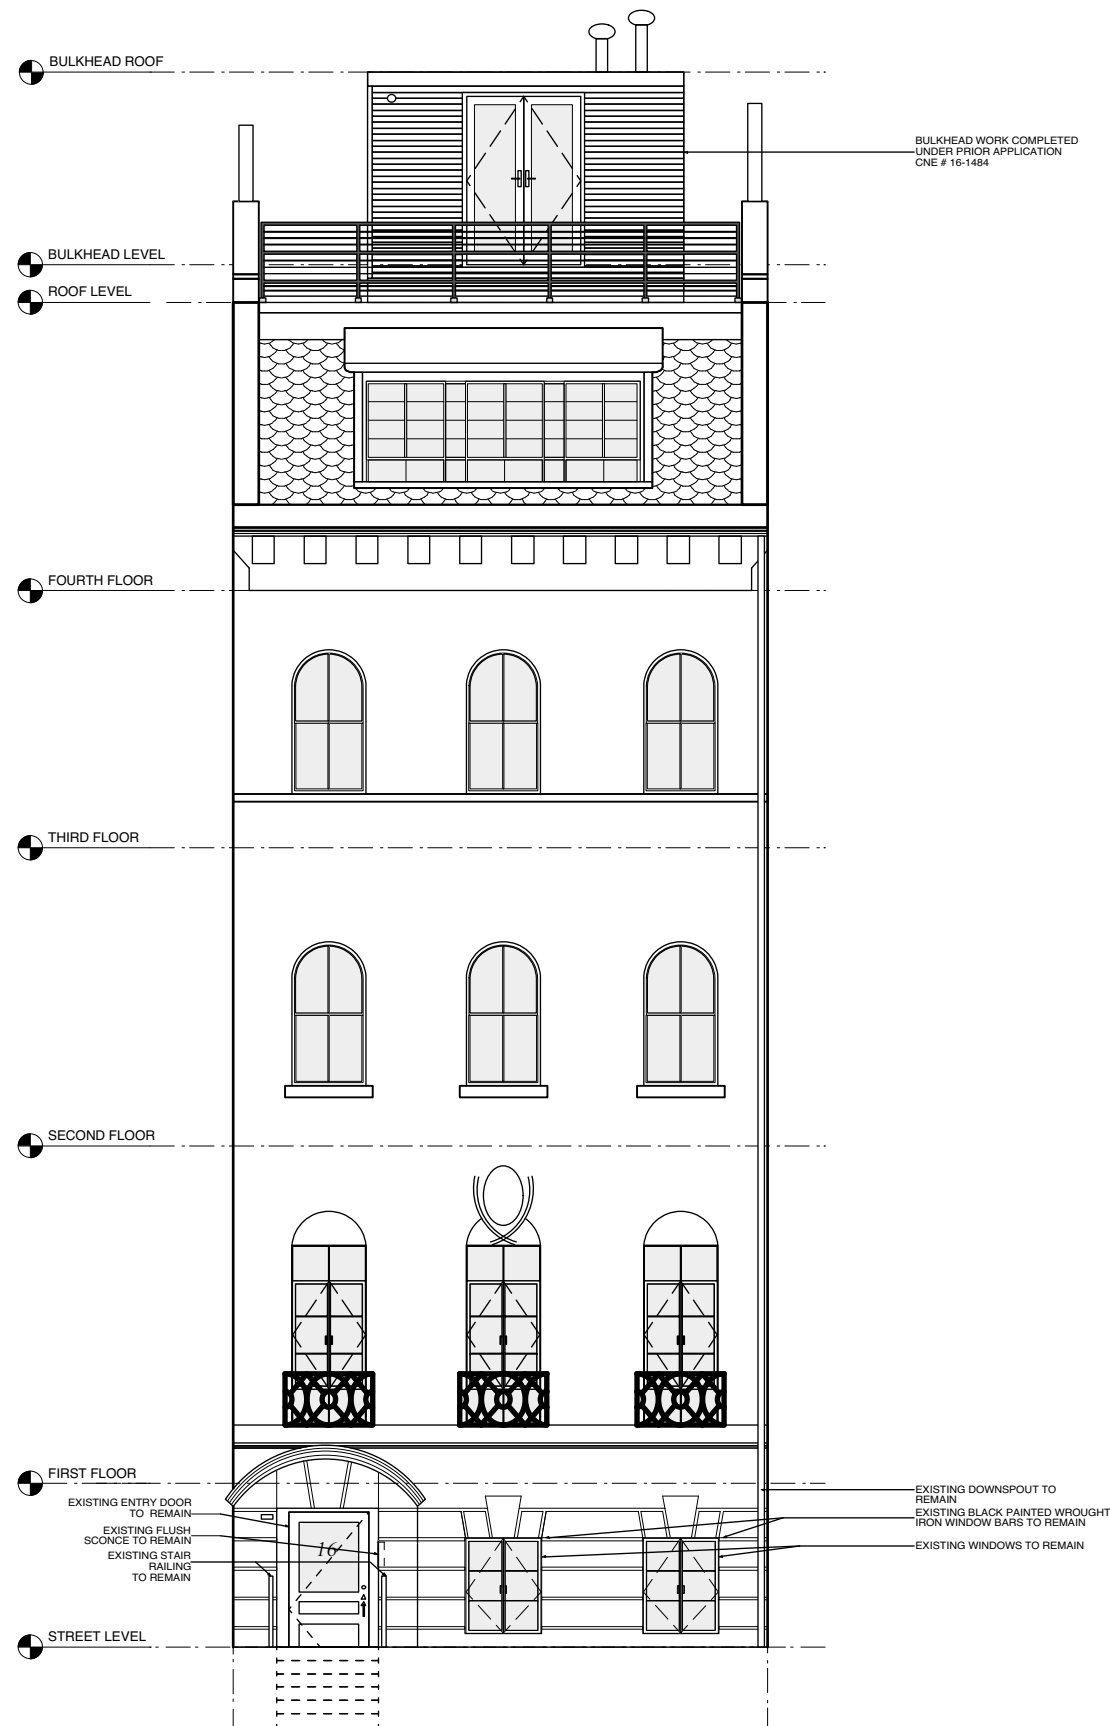 BULKHEAD ROOF
BULKHEAD WORK COMPLETED
UNDER PRIOR APPLICATION
CNE # 16-1484
BULKHEAD LEVEL
ROOF LEVEL
FOURTH FLOOR
THIRD FLOOR
SECOND FLOOR
FIRST FLOOR
EXISTING ENTRY DOOR
TO REMAIN
EXISTING FLUSH
SCONCE TO REMAIN
EXISTING STAIR
RAILING
TO REMAIN
16
EXISTING DOWNSPOUT TO
REMAIN
EXISTING BLACK PAINTED WROUGHT
IRON WINDOW BARS TO REMAIN
EXISTING WINDOWS TO REMAIN
STREET LEVEL